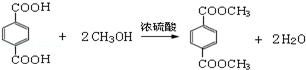 COOH
COOH
+ 2CH₃OH
浓硫酸
COOCH₃
COOCH₃
+ 2H₂O